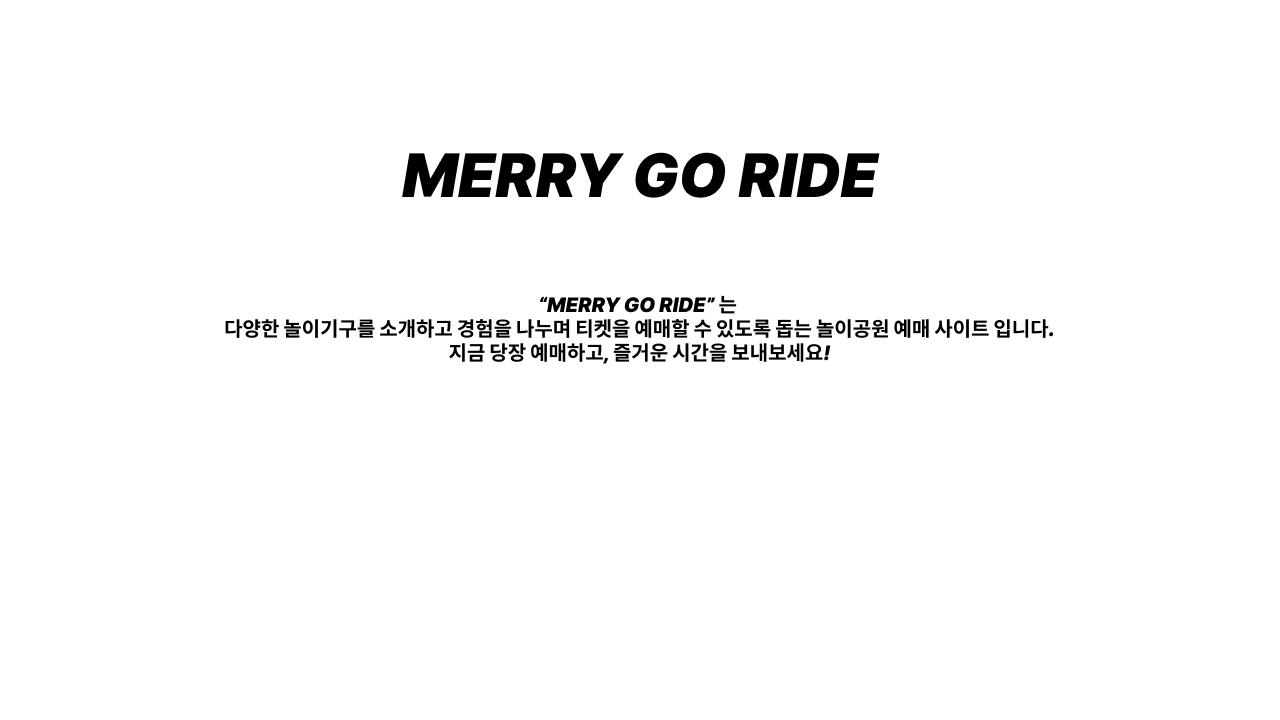 MERRY GO RIDE
“MERRY GO RIDE” 는
다양한 놀이기구를 소개하고 경험을 나누며 티켓을 예매할 수 있도록 돕는 놀이공원 예매 사이트 입니다.
지금 당장 예매하고, 즐거운 시간을 보내보세요!